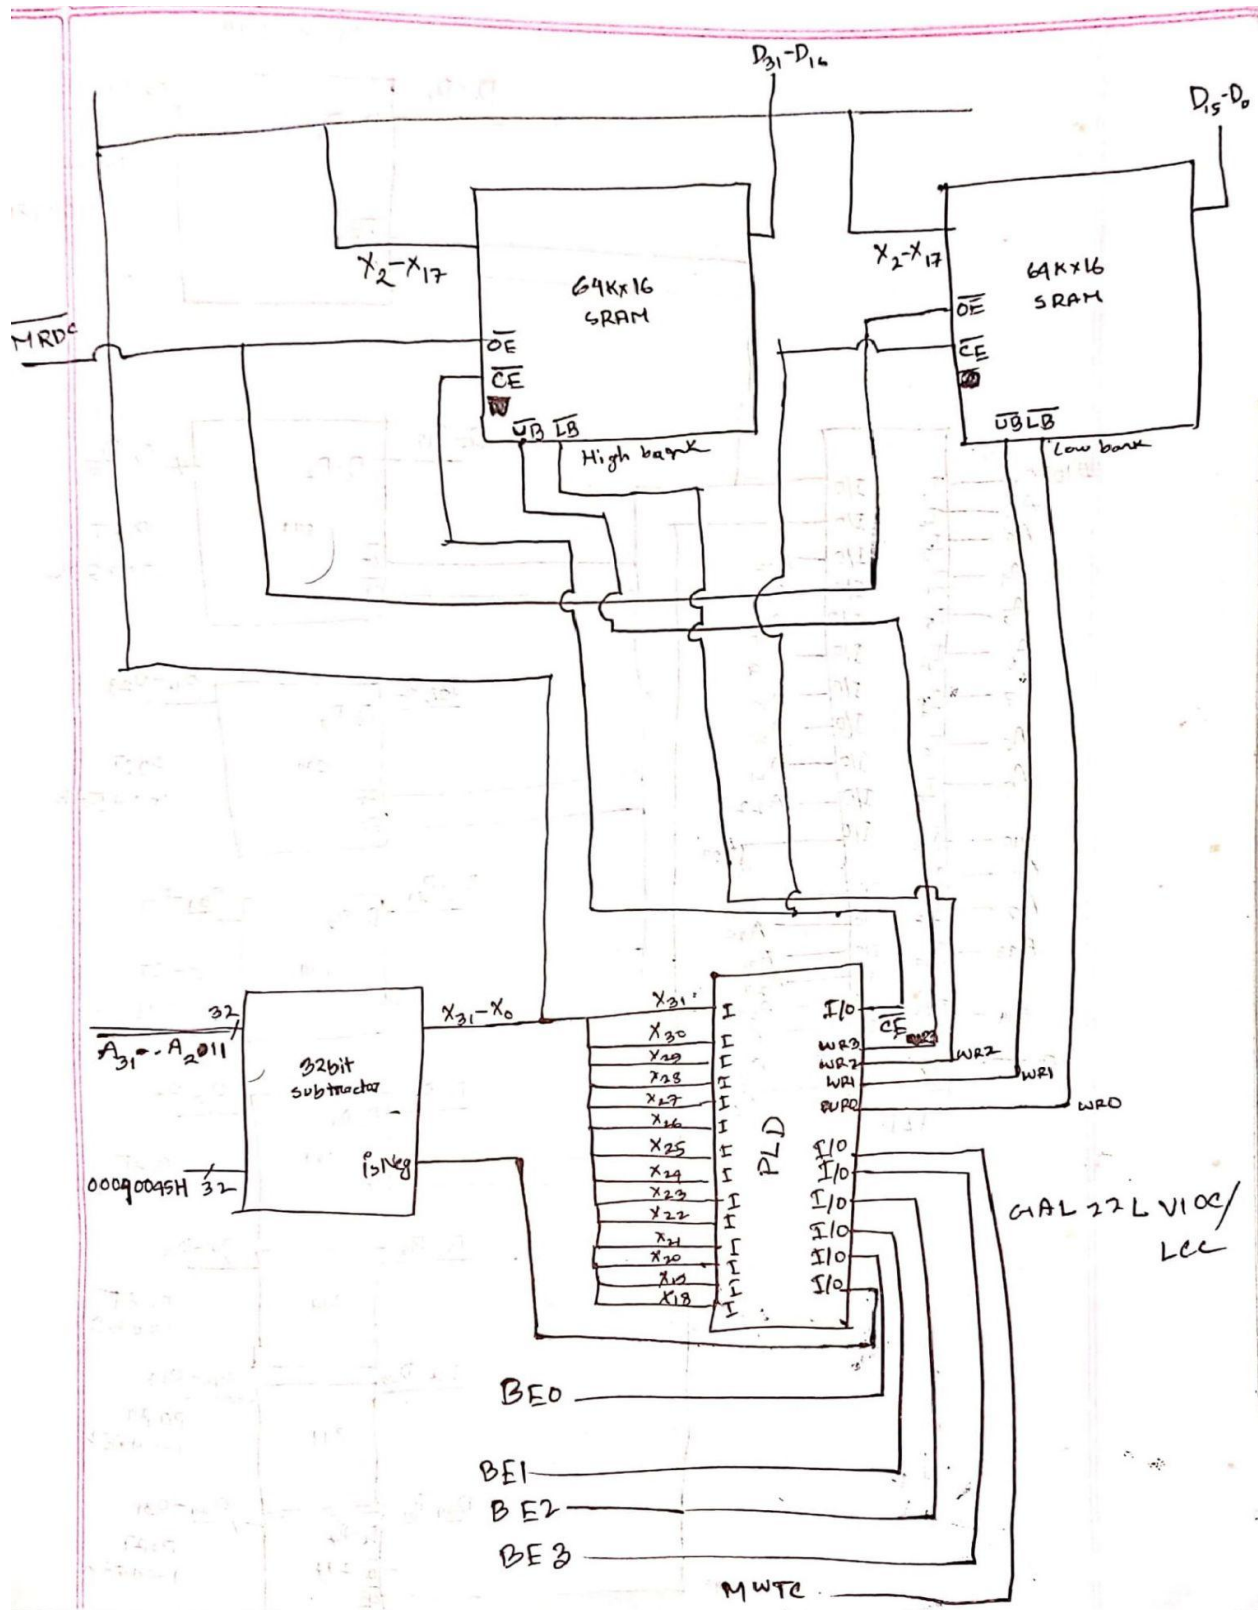 D31-D16
D15-D0
X2-X17
64Kx16
SRAM
OE
CE
UB LB
High bank
X2-X17
64Kx16
SRAM
OE
CE
UB LB
Low bank
MRDC
32
A31--A2 011
32bit
subtractor
X31-X0
isNeg
00090045H 32
X31
X30
X29
X28
X27
X26
X25
X24
X23
X22
X21
X20
X19
X18
I
I
I
I
I
I
I
I
I
I
I
I
I
I
PLD
I/O
CE
WR3
WR2
WR1
WR0
WR2
WR1
WR0
I/O
I/O
I/O
I/O
I/O
I/O
GAL 22LV10C/
LCC
BE0
BE1
BE2
BE3
MWTC